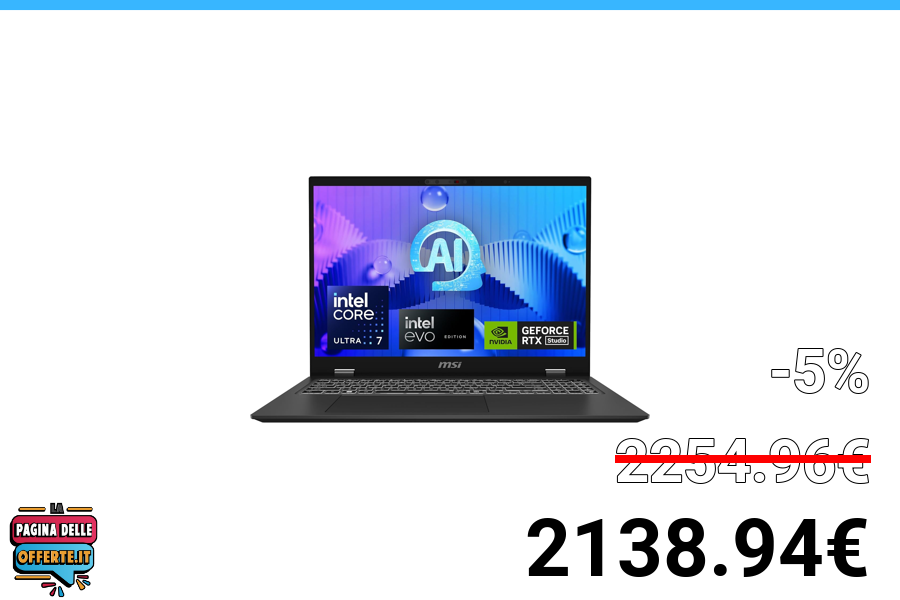 AI
intel
CORE
ULTRA 7
intel
evo EDITION
NVIDIA
GEFORCE
RTX Studio
msi
-5%
2254.96€
2138.94€
LA
PAGINA DELLE
OFFERTE.IT